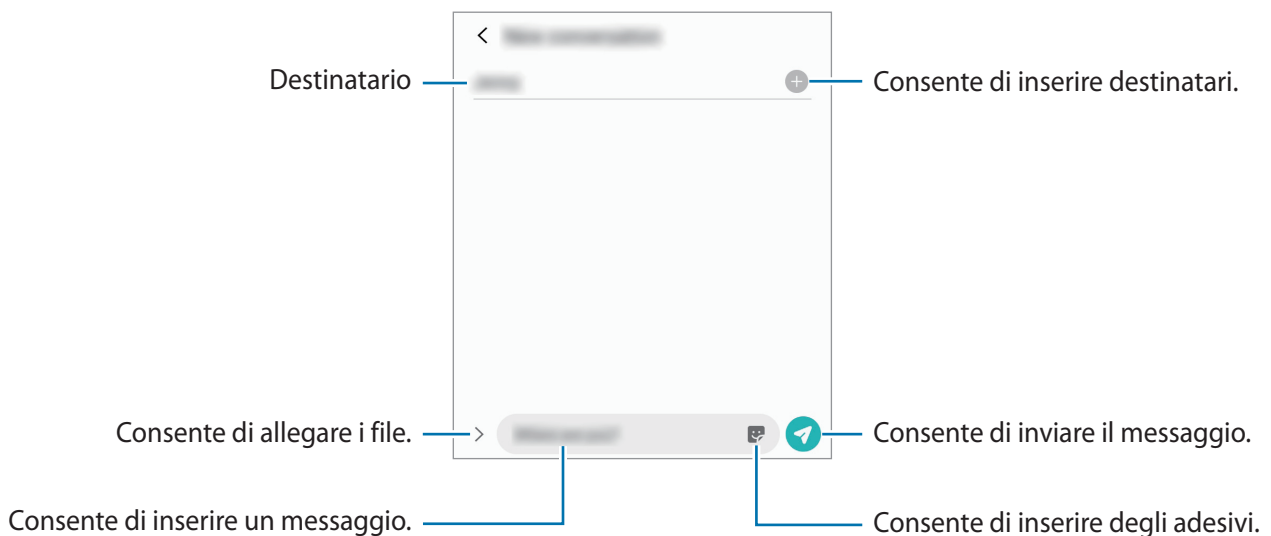 Destinatario
Consente di inserire destinatari.
Consente di allegare i file.
Consente di inviare il messaggio.
Consente di inserire un messaggio.
Consente di inserire degli adesivi.